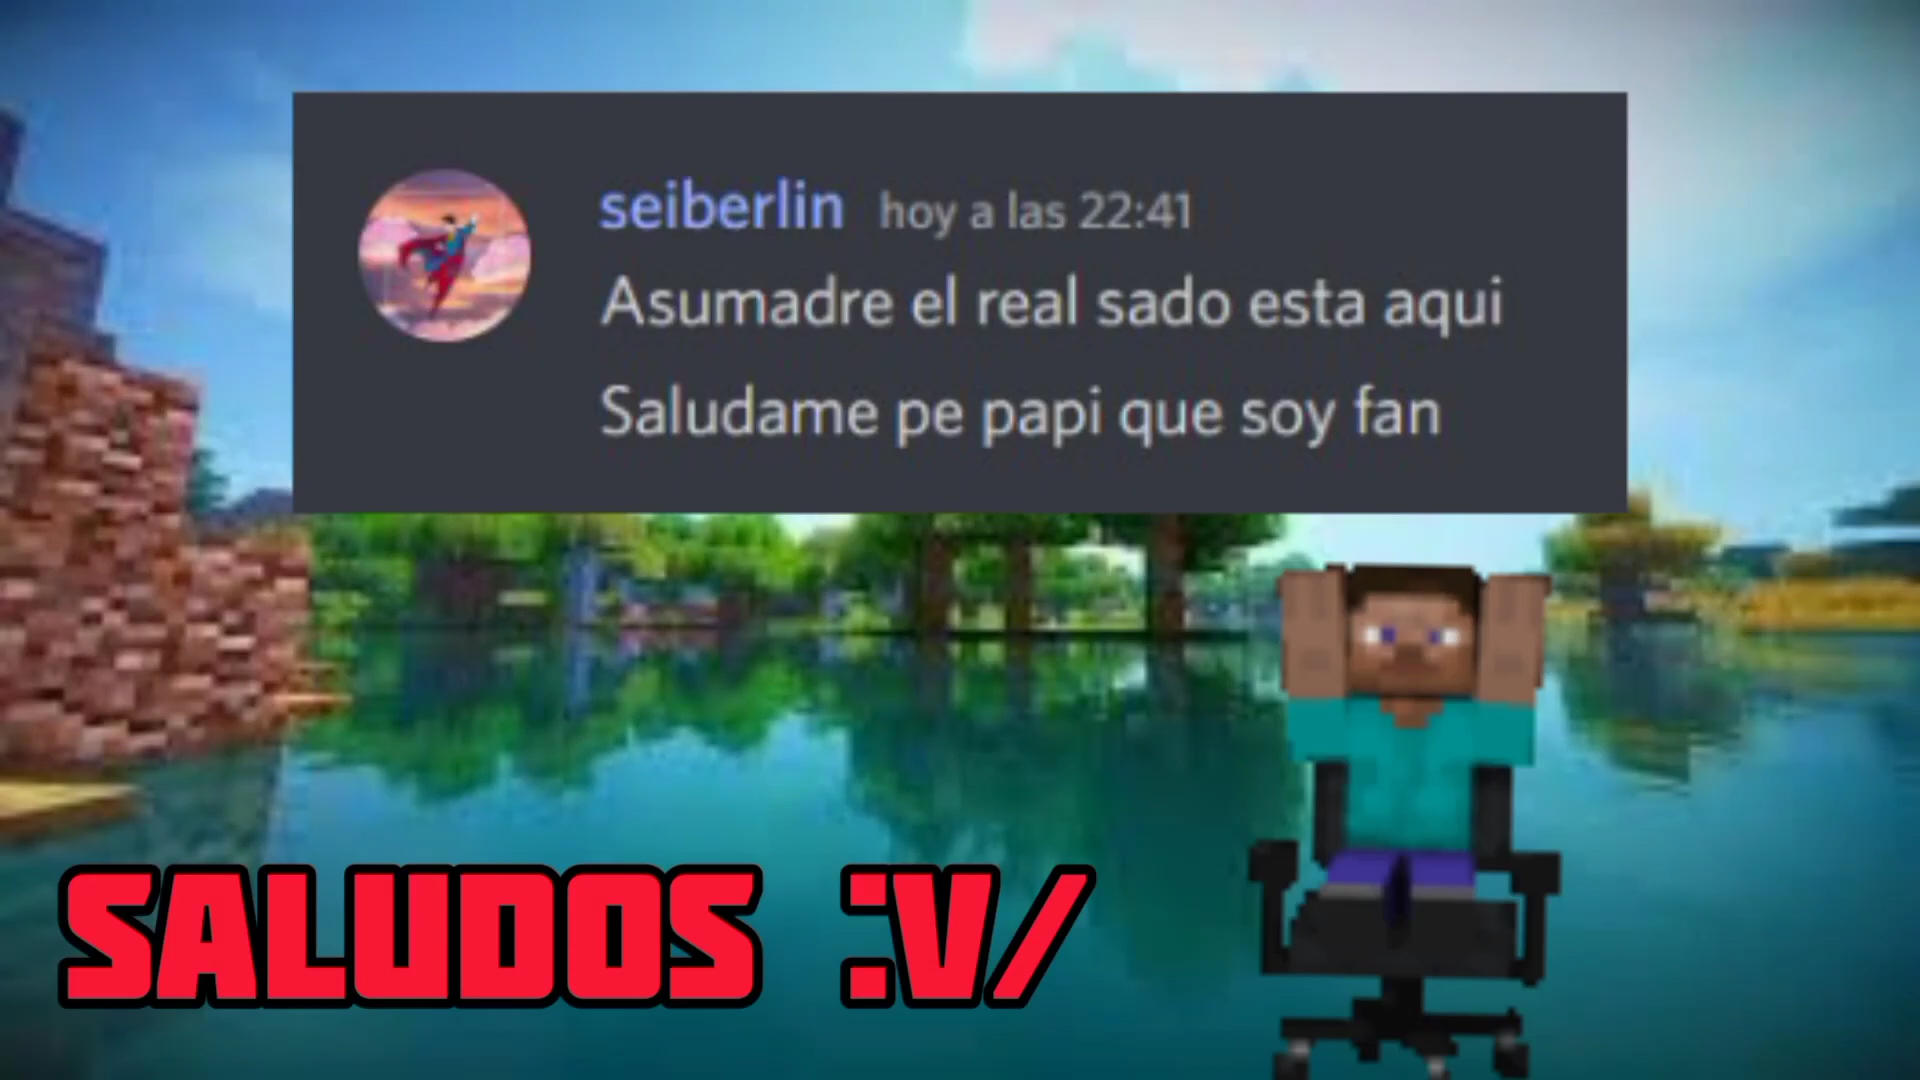 seiberlin hoy a las 22:41
Asumadre el real sado esta aqui
Saludame pe papi que soy fan
SALUDOS :V/